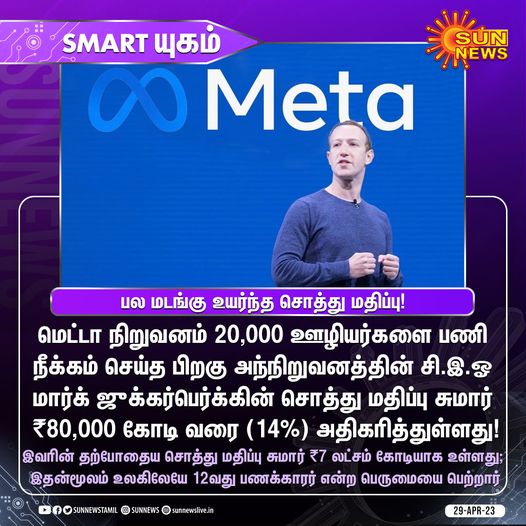 SMART யுகம்
SUN
NEWS
Meta
SUN NEWS
பல மடங்கு உயர்ந்த சொத்து மதிப்பு!
மெட்டா நிறுவனம் 20,000 ஊழியர்களை பணி
நீக்கம் செய்த பிறகு அந்நிறுவனத்தின் சி.இ.ஓ
மார்க் ஜுக்கர்பெர்க்கின் சொத்து மதிப்பு சுமார்
₹80,000 கோடி வரை (14%) அதிகரித்துள்ளது!
இவரின் தற்போதைய சொத்து மதிப்பு சுமார் ₹7 லட்சம் கோடியாக உள்ளது;
இதன்மூலம் உலகிலேயே 12வது பணக்காரர் என்ற பெருமையை பெற்றார்
SUNNEWSTAMIL SUNNEWS sunnewslive.in
29-APR-23